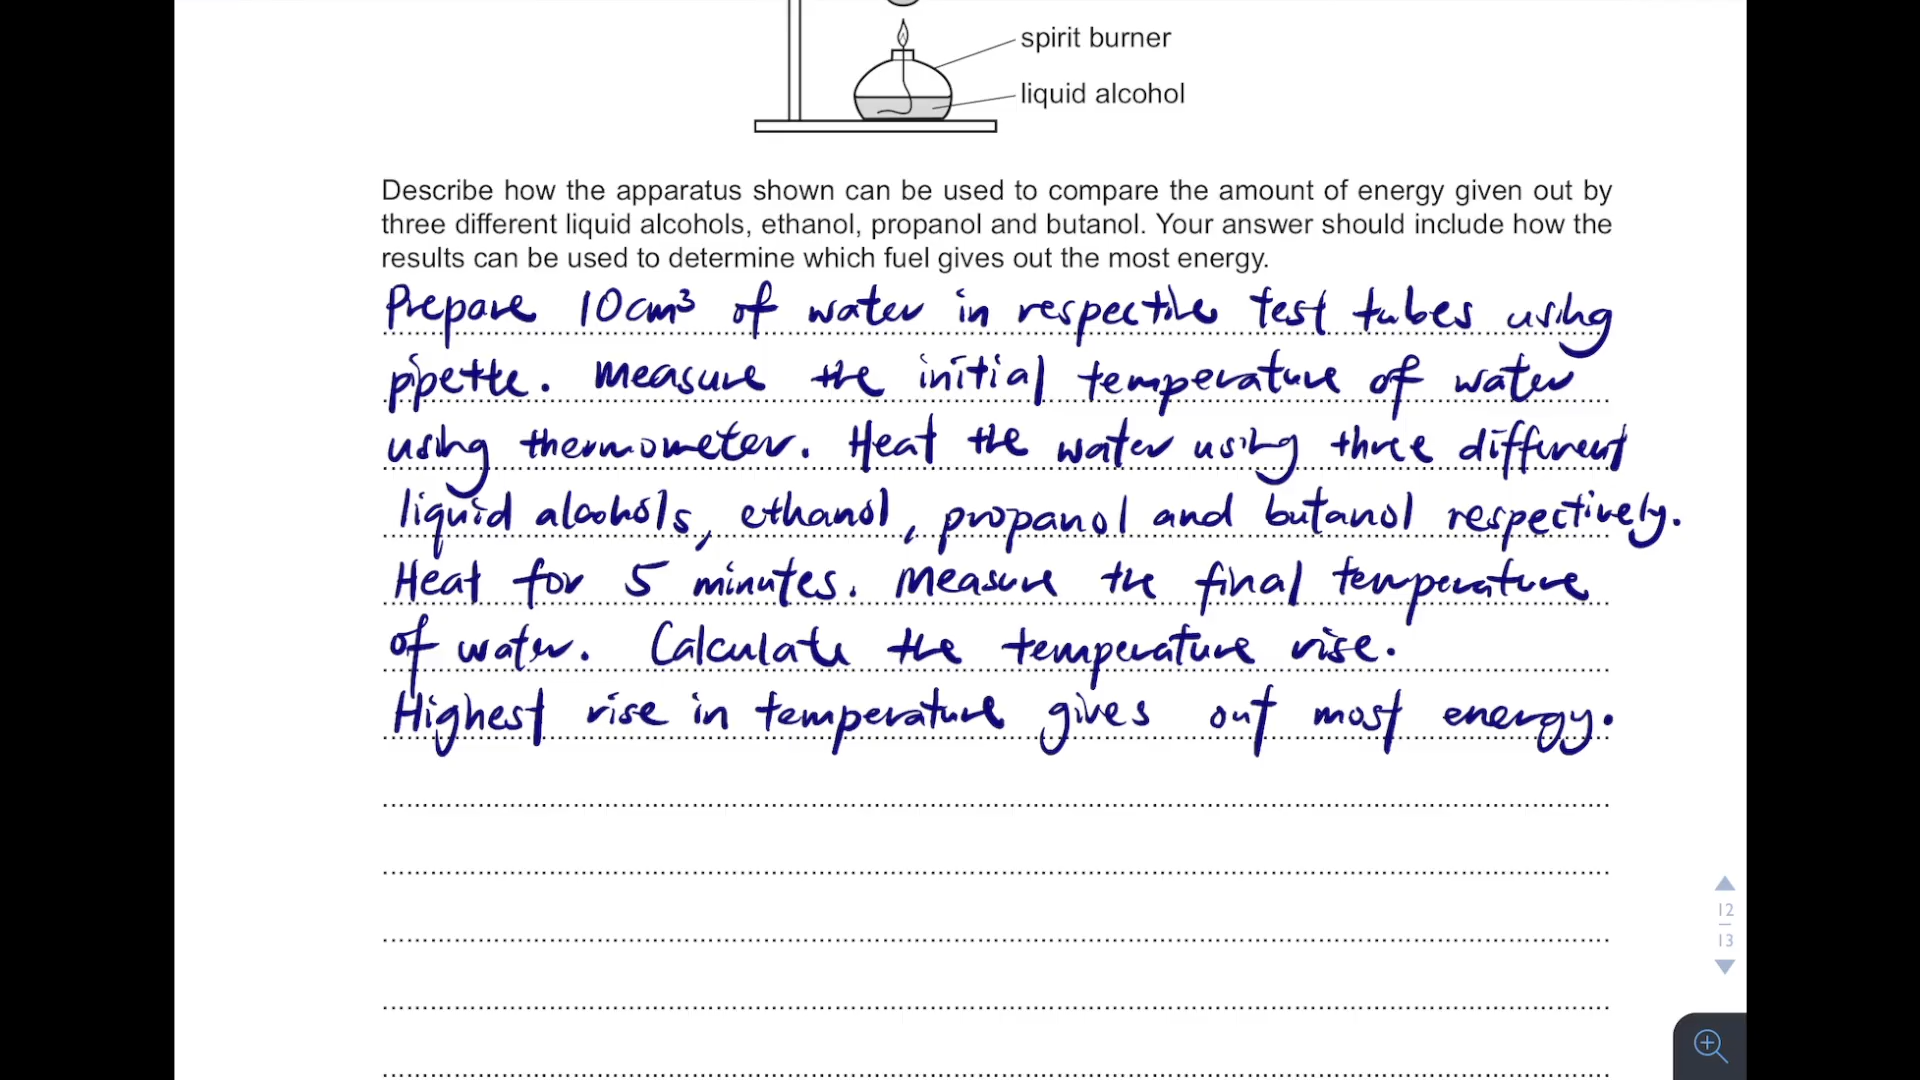 spirit burner
liquid alcohol
Describe how the apparatus shown can be used to compare the amount of energy given out by
three different liquid alcohols, ethanol, propanol and butanol. Your answer should include how the
results can be used to determine which fuel gives out the most energy.
Prepare 10cm³ of water in respective test tubes using
pipette. Measure the initial temperature of water
using thermometer. Heat the water using three different
liquid alcohols, ethanol, propanol and butanol respectively.
Heat for 5 minutes. Measure the final temperature
of water. Calculate the temperature rise.
Highest rise in temperature gives out most energy.
12
13